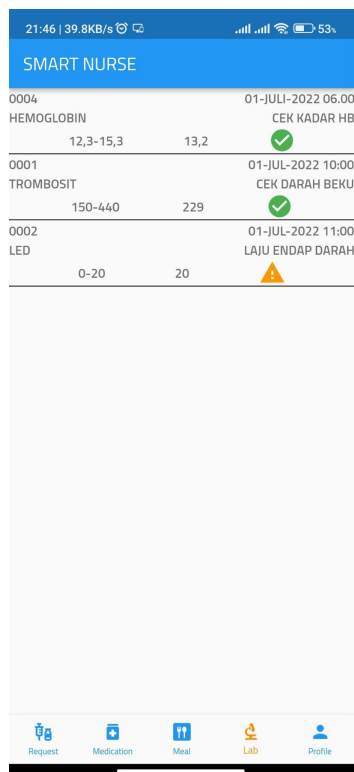 21:46 | 39.8KB/s 53%
SMART NURSE
0004 01-JULI-2022 06.00
HEMOGLOBIN CEK KADAR HB
12,3-15,3 13,2
0001 01-JUL-2022 10:00
TROMBOSIT CEK DARAH BEKU
150-440 229
0002 01-JUL-2022 11:00
LED LAJU ENDAP DARAH
0-20 20
Request Medication Meal Lab Profile